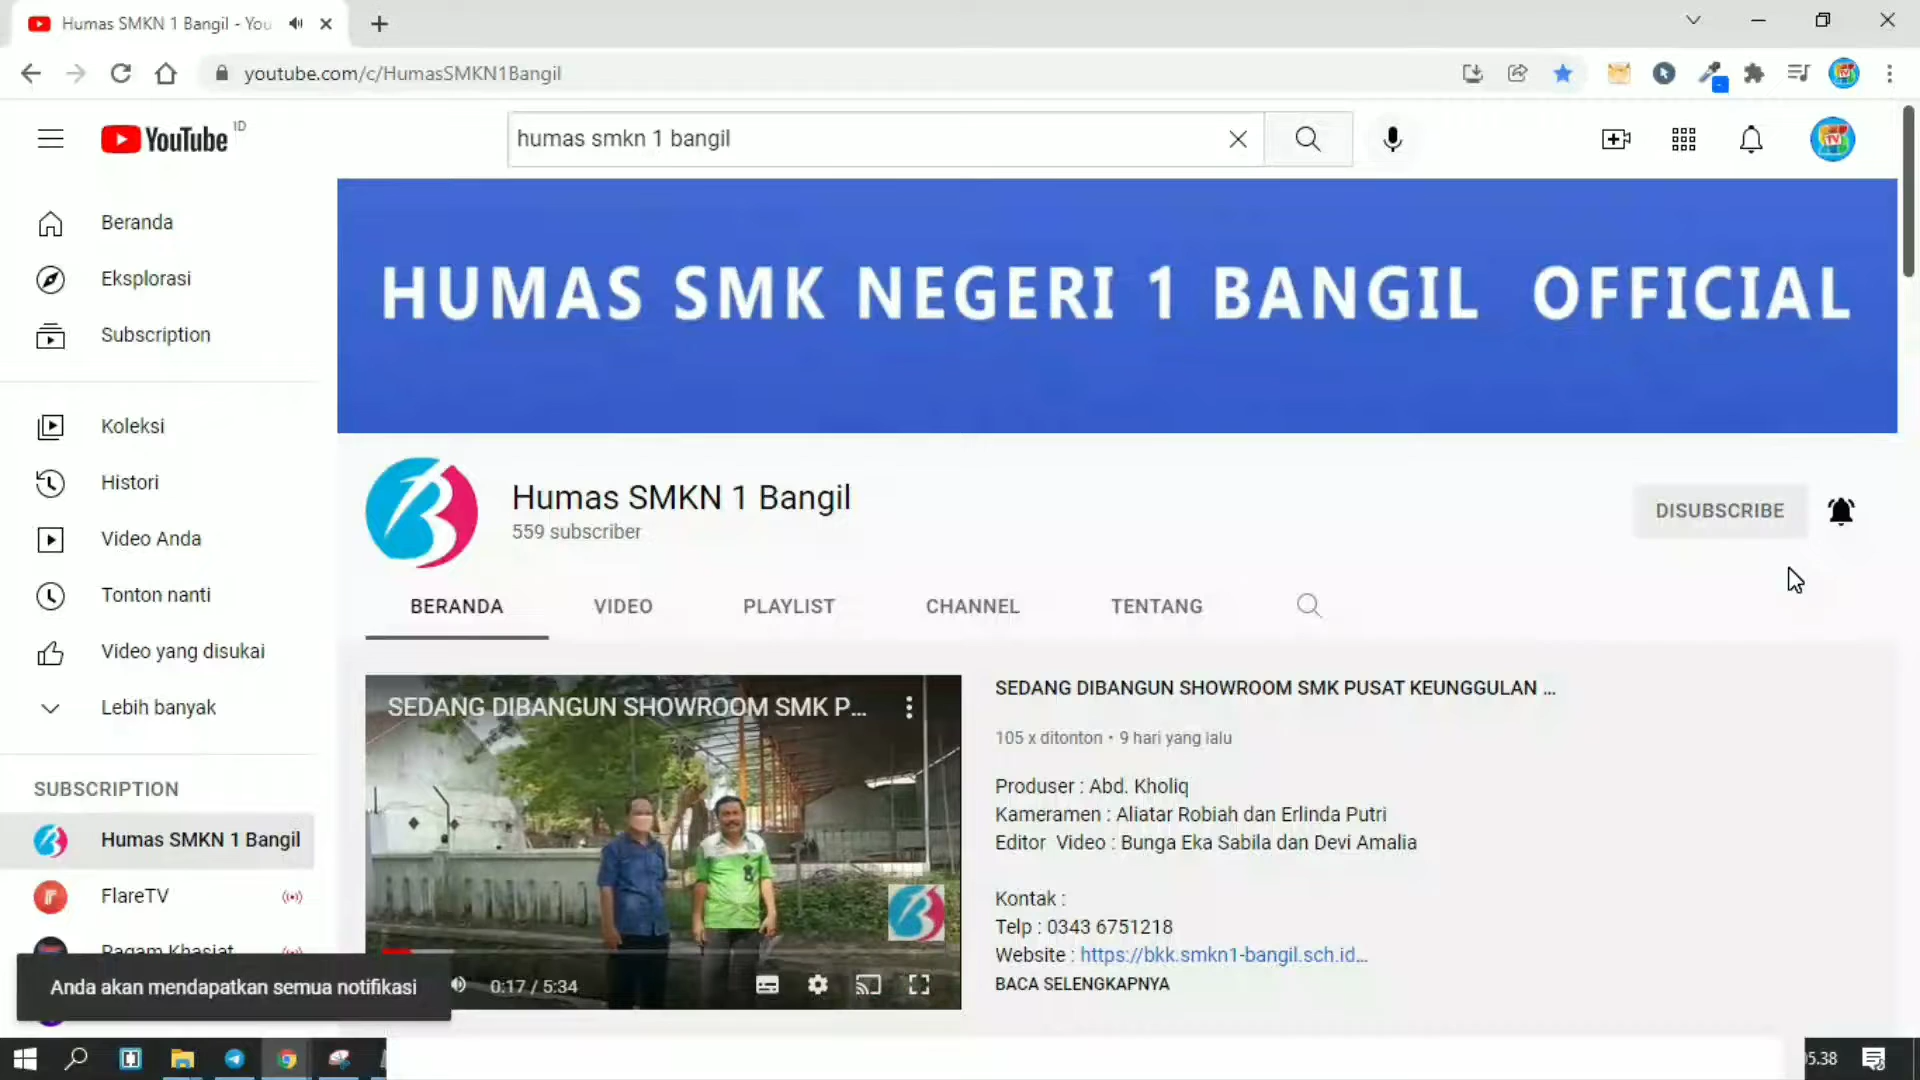 Humas SMKN 1 Bangil - You
youtube.com/c/HumasSMKN1Bangil
YouTube ID
humas smkn 1 bangil
Beranda
Eksplorasi
Subscription
Koleksi
Histori
Video Anda
Tonton nanti
Video yang disukai
Lebih banyak
SUBSCRIPTION
Humas SMKN 1 Bangil
FlareTV
Ragam Khasiat
Anda akan mendapatkan semua notifikasi
HUMAS SMK NEGERI 1 BANGIL OFFICIAL
Humas SMKN 1 Bangil
559 subscriber
DISUBSCRIBE
BERANDA VIDEO PLAYLIST CHANNEL TENTANG
SEDANG DIBANGUN SHOWROOM SMK P...
0:17 / 5:34
SEDANG DIBANGUN SHOWROOM SMK PUSAT KEUNGGULAN ...
105 x ditonton • 9 hari yang lalu
Produser : Abd. Kholiq
Kameramen : Aliatar Robiah dan Erlinda Putri
Editor Video : Bunga Eka Sabila dan Devi Amalia
Kontak :
Telp : 0343 6751218
Website : https://bkk.smkn1-bangil.sch.id...
BACA SELENGKAPNYA